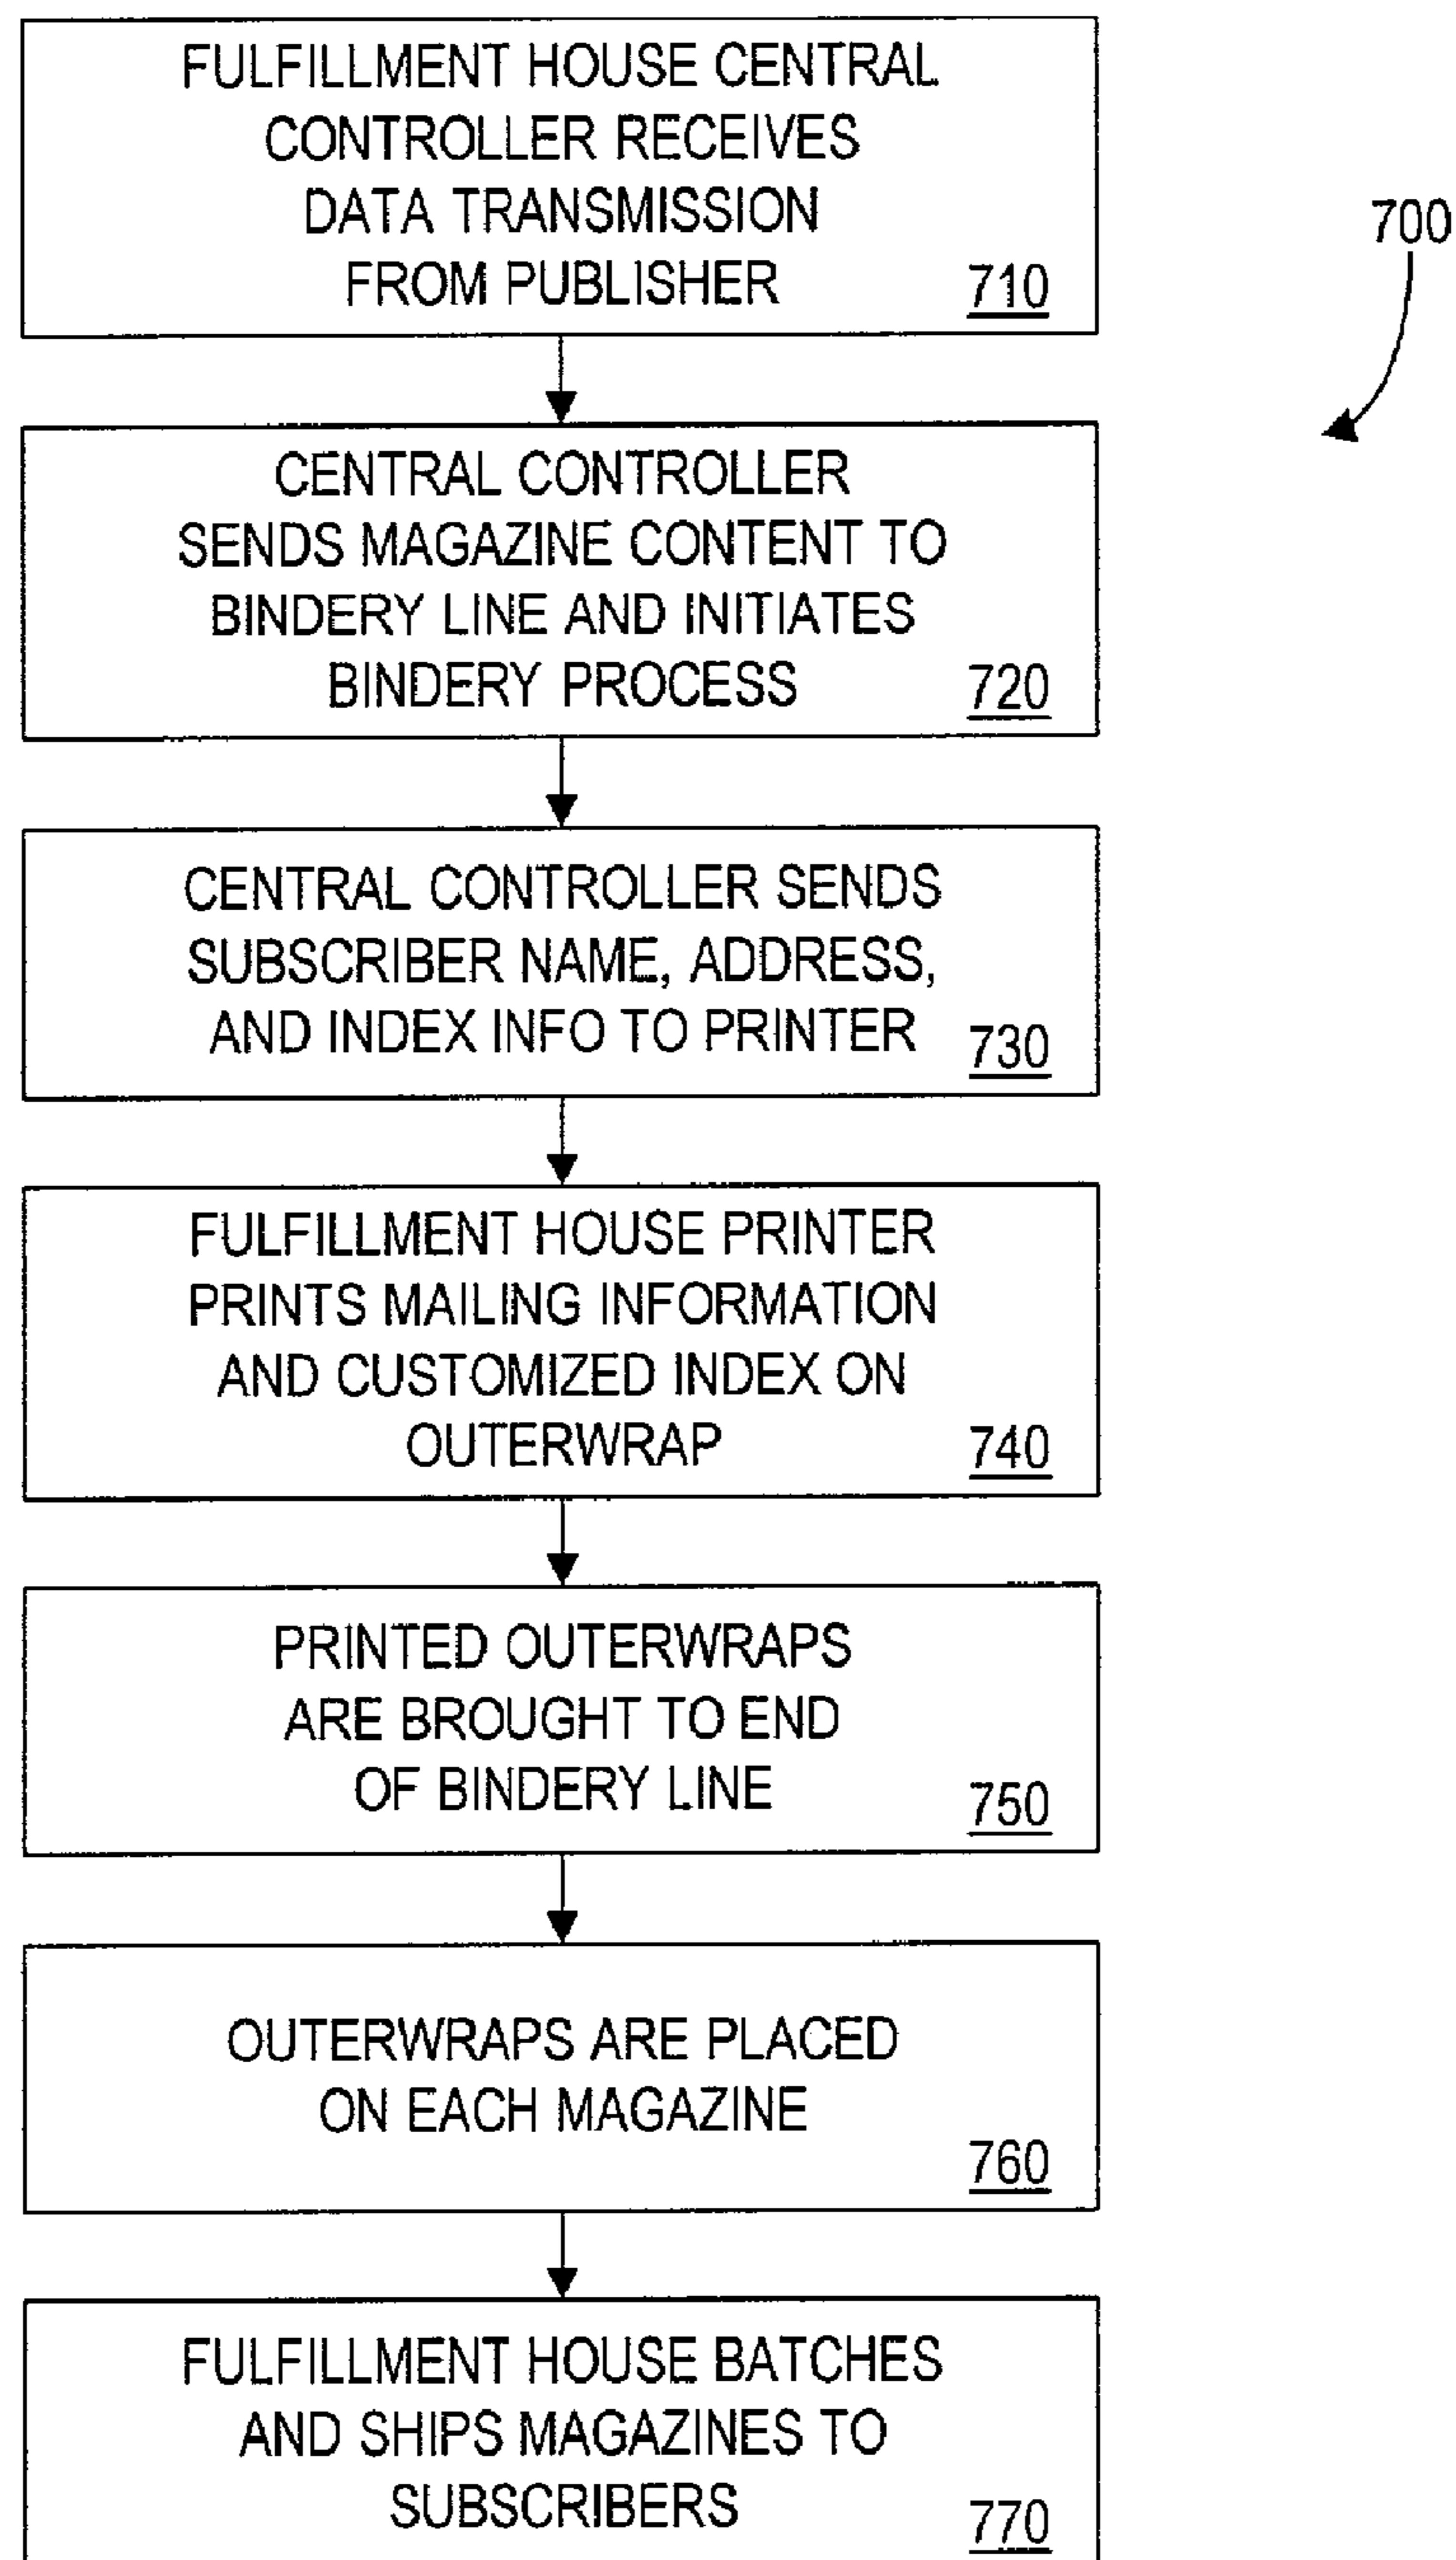 FULFILLMENT HOUSE CENTRAL
CONTROLLER RECEIVES
DATA TRANSMISSION
FROM PUBLISHER
710
700
CENTRAL CONTROLLER
SENDS MAGAZINE CONTENT TO
BINDERY LINE AND INITIATES
BINDERY PROCESS
720
CENTRAL CONTROLLER SENDS
SUBSCRIBER NAME, ADDRESS,
AND INDEX INFO TO PRINTER
730
FULFILLMENT HOUSE PRINTER
PRINTS MAILING INFORMATION
AND CUSTOMIZED INDEX ON
OUTERWRAP
740
PRINTED OUTERWRAPS
ARE BROUGHT TO END
OF BINDERY LINE
750
OUTERWRAPS ARE PLACED
ON EACH MAGAZINE
760
FULFILLMENT HOUSE BATCHES
AND SHIPS MAGAZINES TO
SUBSCRIBERS
770